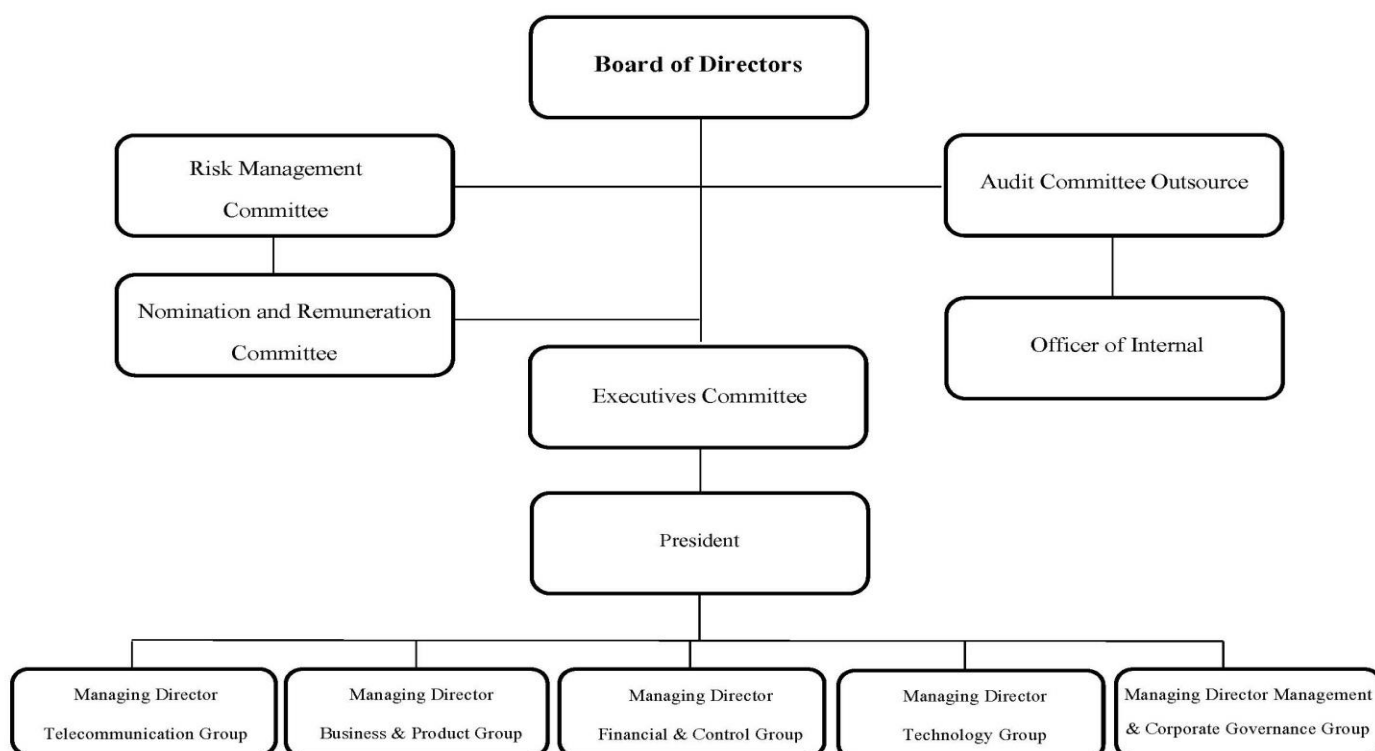 Board of Directors
Risk Management
Committee
Audit Committee Outsource
Nomination and Remuneration
Committee
Officer of Internal
Executives Committee
President
Managing Director
Telecommunication Group
Managing Director
Business & Product Group
Managing Director
Financial & Control Group
Managing Director
Technology Group
Managing Director Management
& Corporate Governance Group